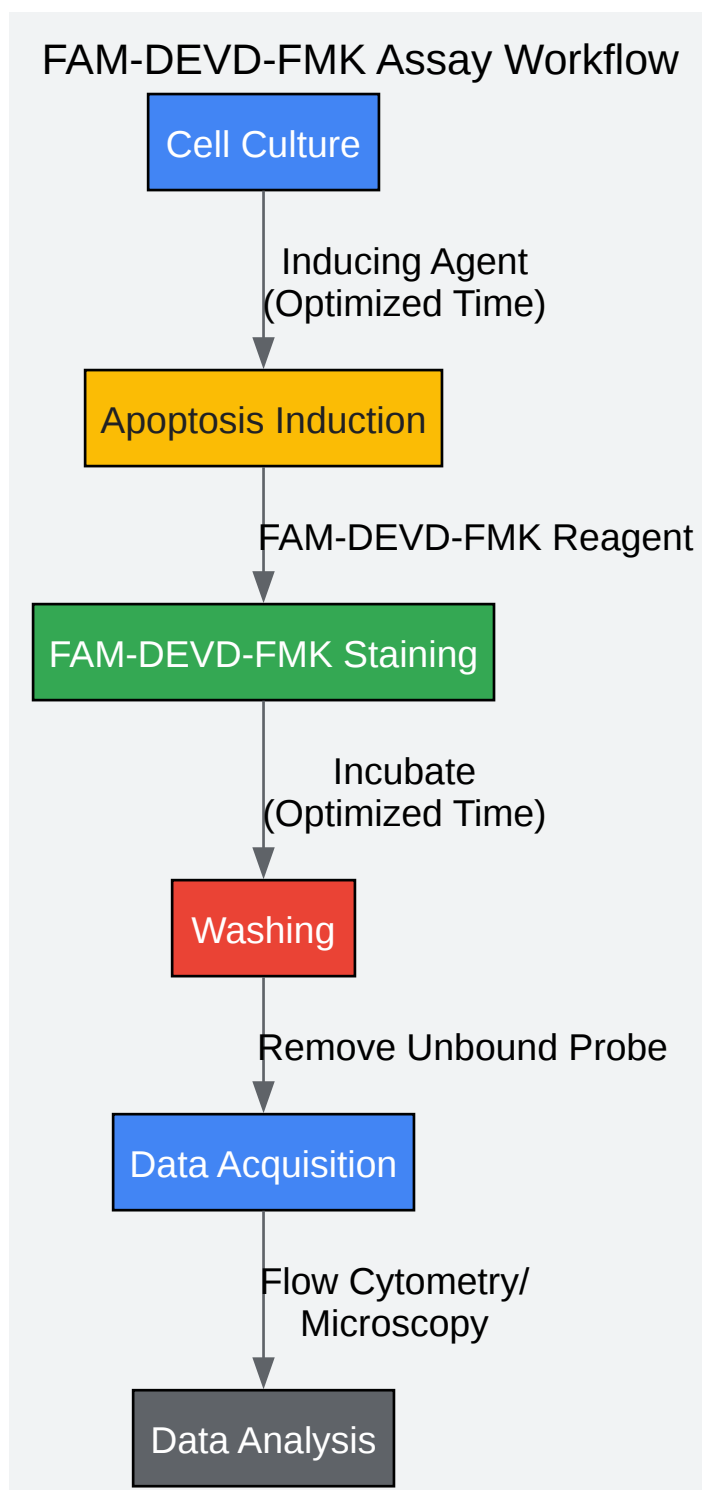 FAM-DEVD-FMK Assay Workflow
Cell Culture
Inducing Agent
(Optimized Time)
Apoptosis Induction
FAM-DEVD-FMK Reagent
FAM-DEVD-FMK Staining
Incubate
(Optimized Time)
Washing
Remove Unbound Probe
Data Acquisition
Flow Cytometry/
Microscopy
Data Analysis